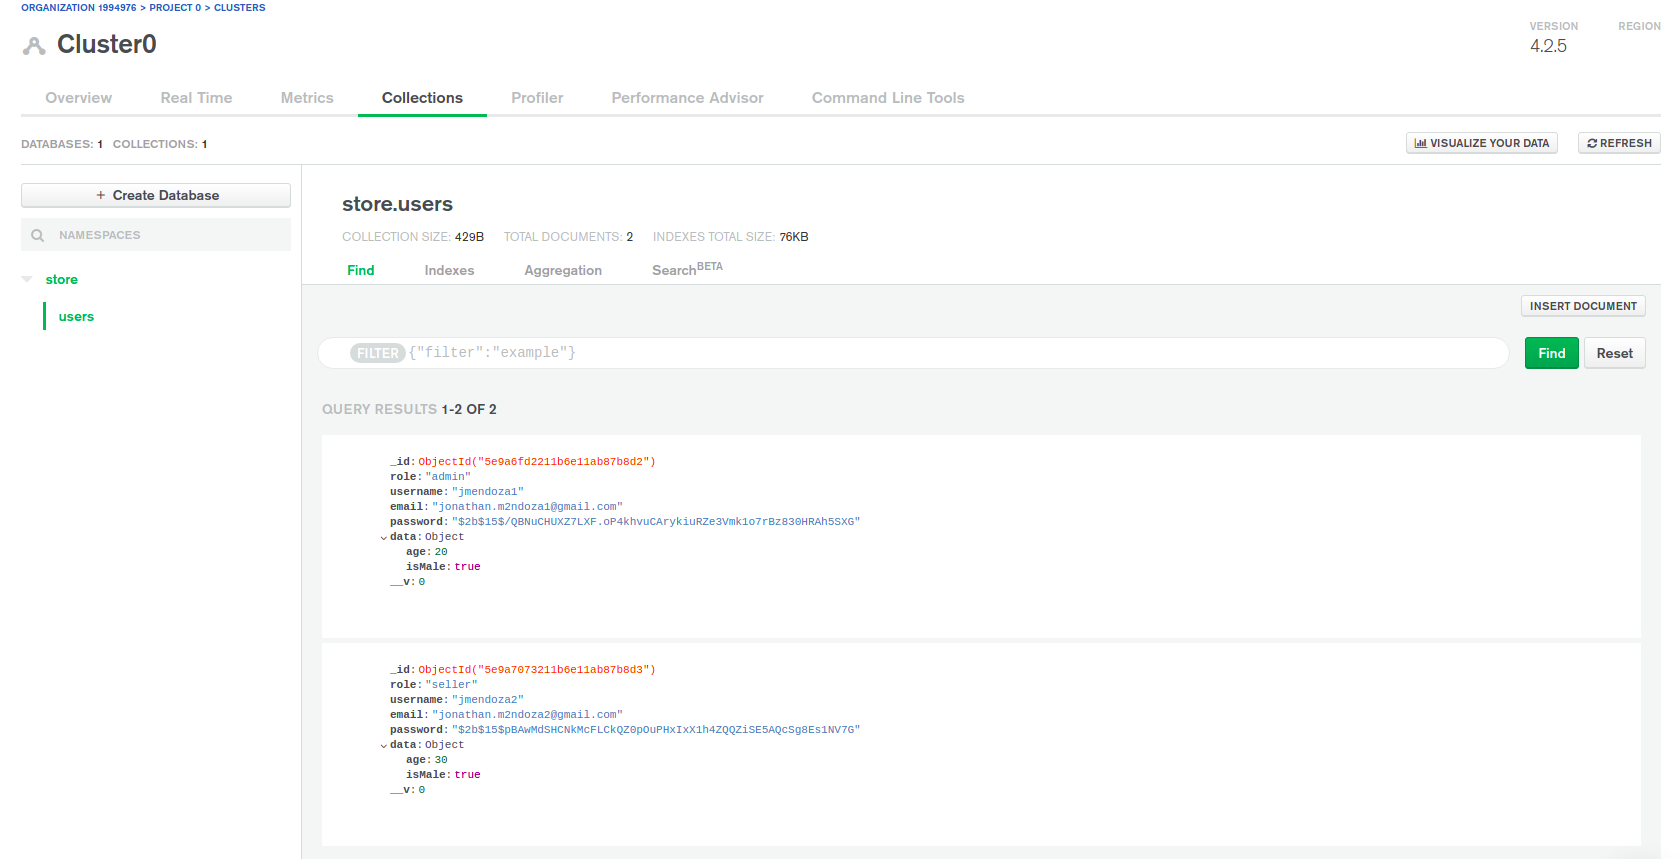 ORGANIZATION 1994976 > PROJECT 0 > CLUSTERS
Cluster0
VERSION
4.2.5
REGION
Overview Real Time Metrics Collections Profiler Performance Advisor Command Line Tools
DATABASES: 1 COLLECTIONS: 1
VISUALIZE YOUR DATA
REFRESH
+ Create Database
NAMESPACES
store
users
store.users
COLLECTION SIZE: 429B TOTAL DOCUMENTS: 2 INDEXES TOTAL SIZE: 76KB
Find Indexes Aggregation Search BETA
INSERT DOCUMENT
FILTER {"filter":"example"}
Find Reset
QUERY RESULTS 1-2 OF 2
_id: ObjectId("5e9a6fd2211b6e11ab87b8d2")
role: "admin"
username: "jmendoza1"
email: "jonathan.m2ndoza1@gmail.com"
password: "$2b$15$/QBNuCHUXZ7LXF.oP4khvuCArykiuRZe3Vmk1o7rBz830HRAh5SXG"
data: Object
age: 20
isMale: true
__v: 0
_id: ObjectId("5e9a7073211b6e11ab87b8d3")
role: "seller"
username: "jmendoza2"
email: "jonathan.m2ndoza2@gmail.com"
password: "$2b$15$pBAwMdSHCNkMcFLCkQZ0pOuPHxIxX1h4ZQQZiSE5AQcSg8Es1NV7G"
data: Object
age: 30
isMale: true
__v: 0